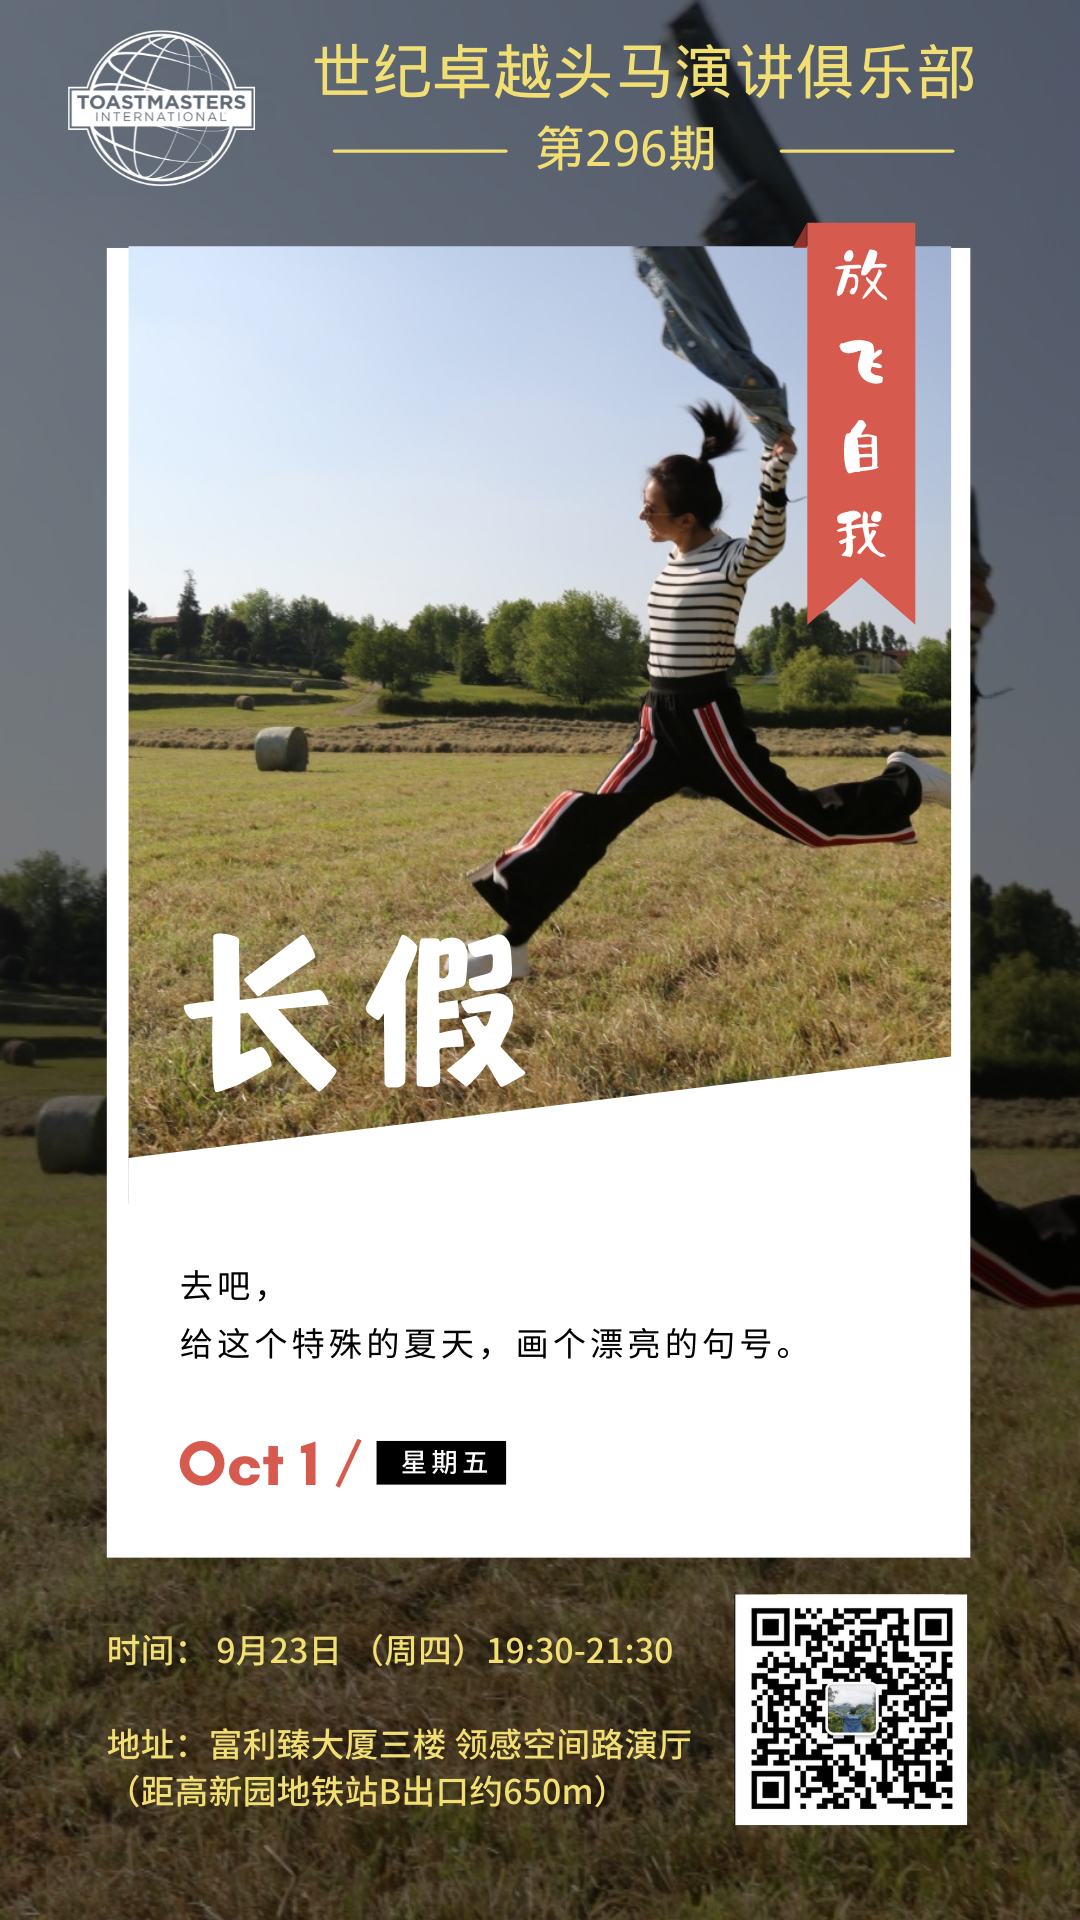 TOASTMASTERS
INTERNATIONAL
世纪卓越头马演讲俱乐部
第296期
放飞自我
长假
去吧，
给这个特殊的夏天，画个漂亮的句号。
Oct 1 / 星期五
时间： 9月23日 （周四）19:30-21:30
地址：富利臻大厦三楼 领感空间路演厅
（距高新园地铁站B出口约650m）